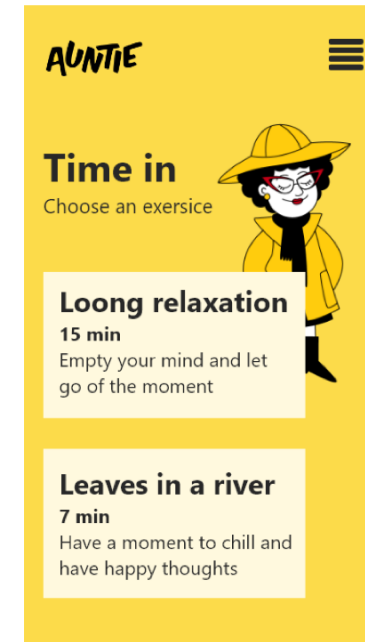 AUNTIE
Time in
Choose an exersice
Loong relaxation
15 min
Empty your mind and let
go of the moment
Leaves in a river
7 min
Have a moment to chill and
have happy thoughts